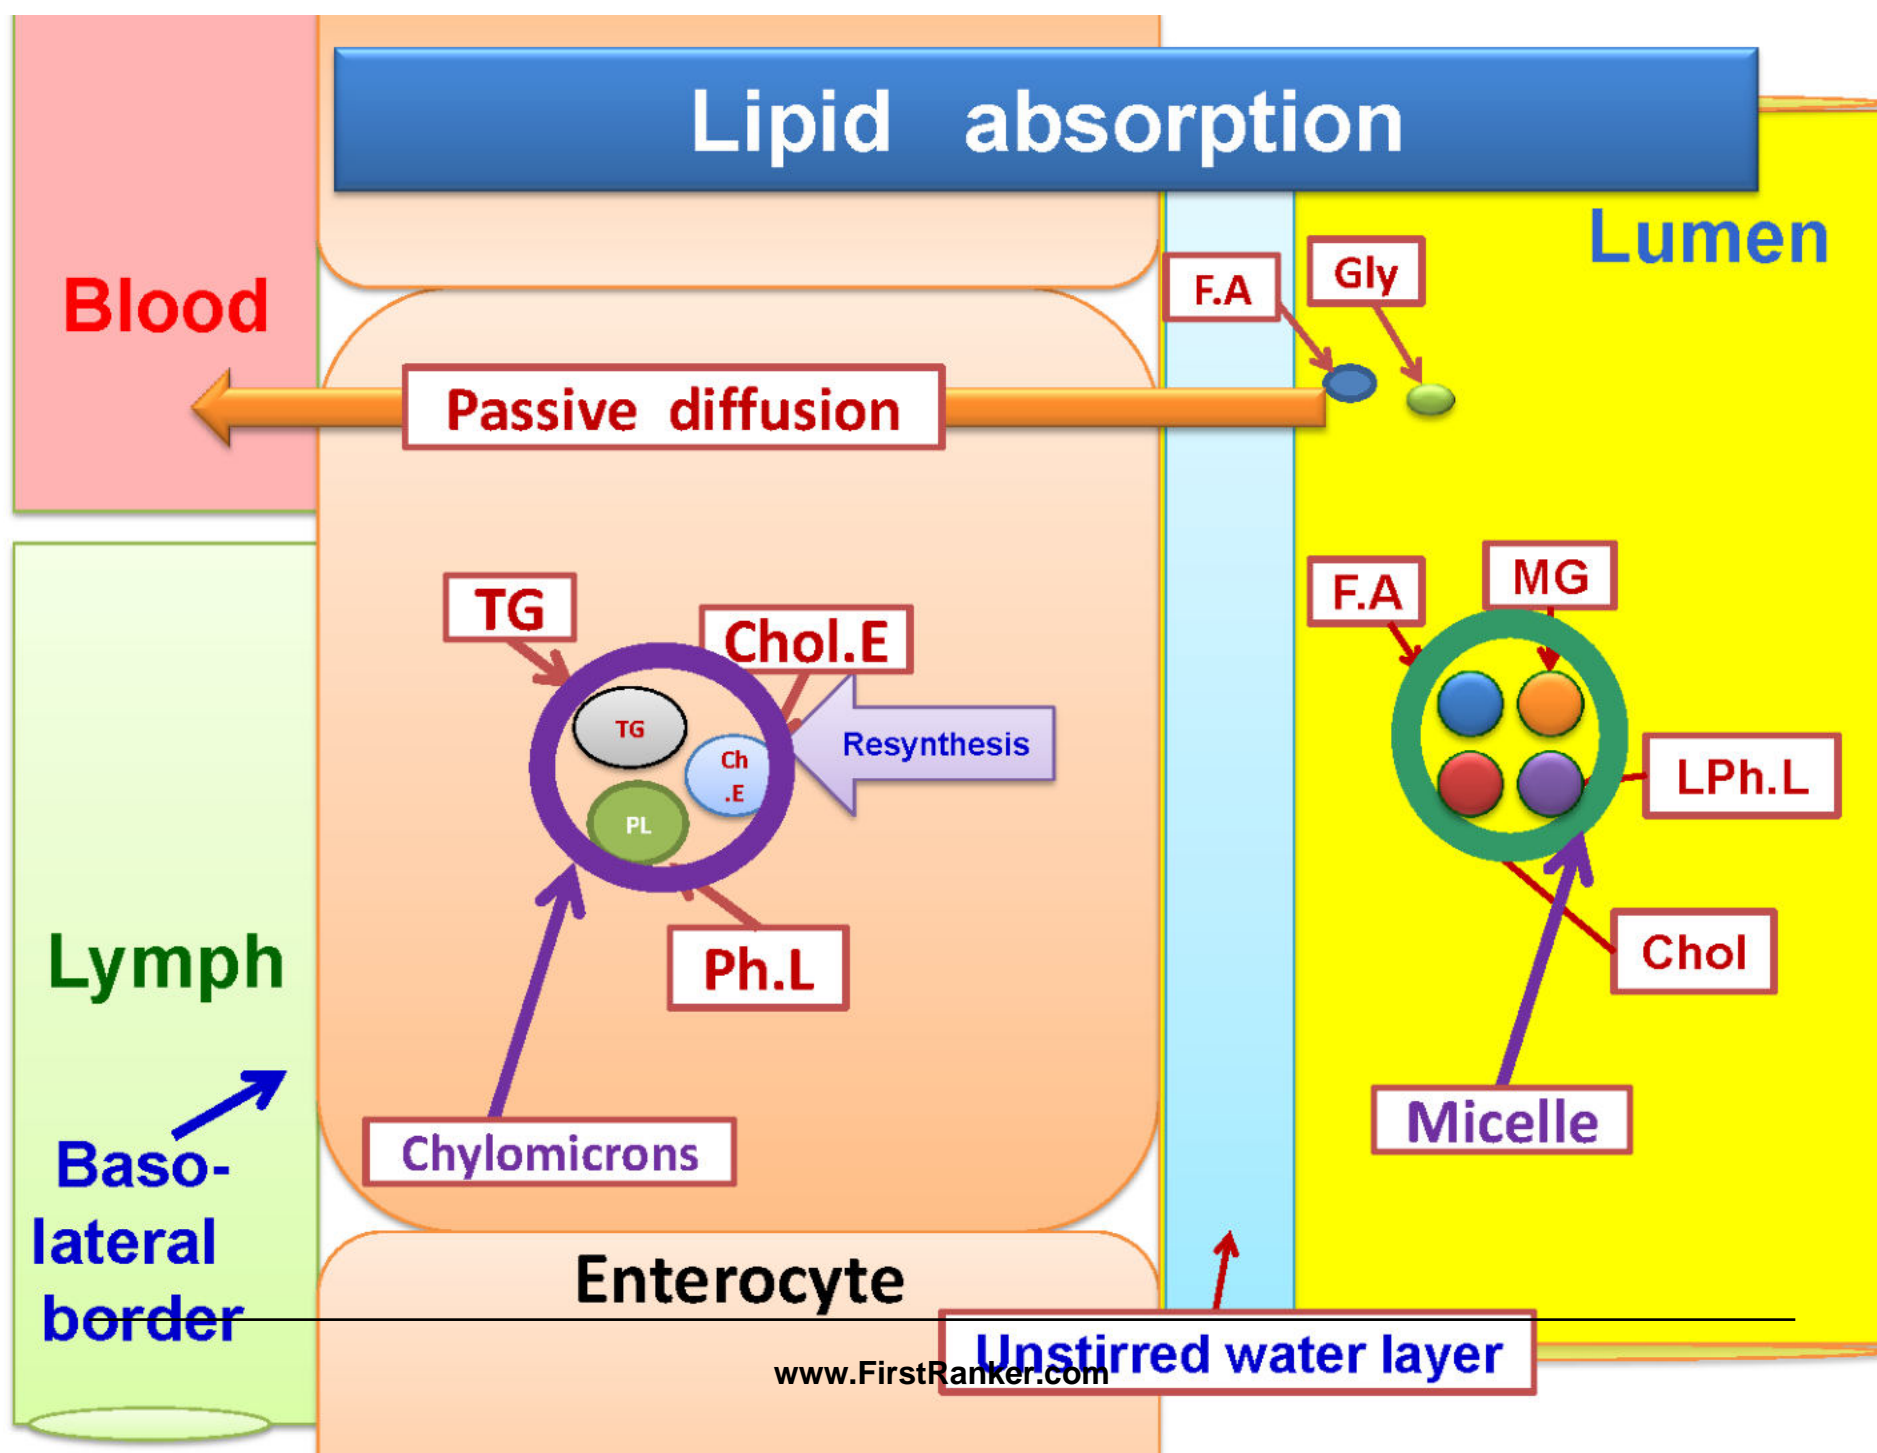 Lipid absorption
Lumen
Blood
F.A
Gly
Passive diffusion
TG
Chol.E
F.A
MG
TG
Ch
.E
PL
Resynthesis
LPh.L
Ph.L
Chol
Lymph
Chylomicrons
Micelle
Baso-
lateral
border
Enterocyte
Unstirred water layer
www.FirstRanker.com